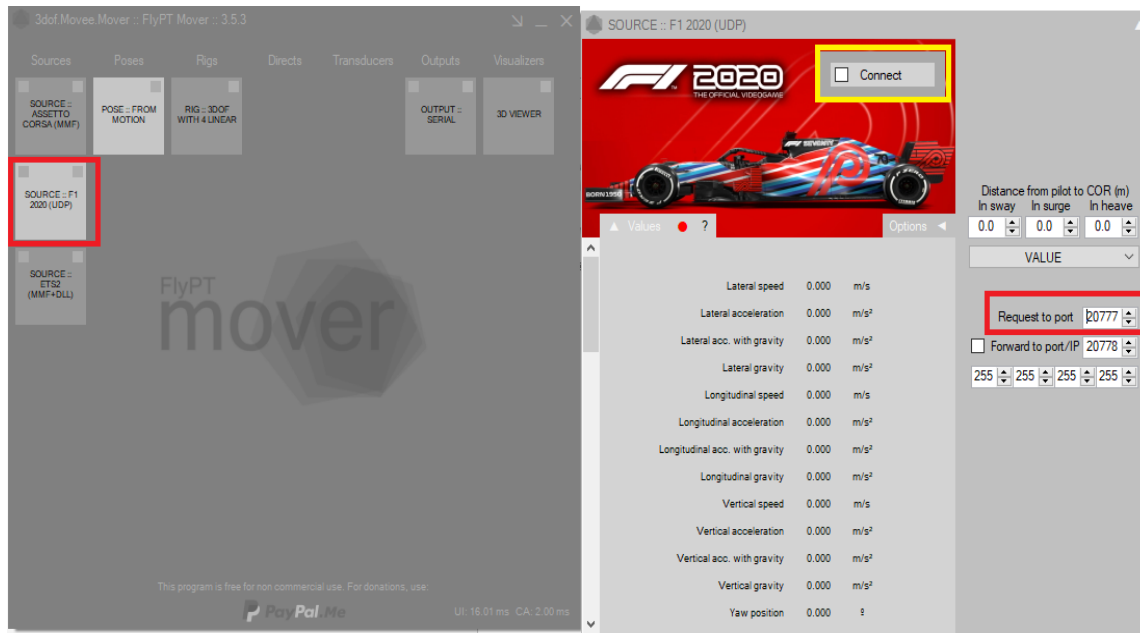 3dof.Movee.Mover :: FlyPT Mover :: 3.5.3
Sources Poses Rigs Directs Transducers Outputs Visualizers
SOURCE ::
ASSETTO
CORSA (MMF)
POSE :: FROM
MOTION
RIG :: 3DOF
WITH 4 LINEAR
OUTPUT ::
SERIAL
3D VIEWER
SOURCE :: F1
2020 (UDP)
SOURCE ::
ETS2
(MMF+DLL)
FlyPT
mover
This program is free for non commercial use. For donations, use:
PayPal.Me
UI: 16.01 ms CA: 2.00 ms
SOURCE :: F1 2020 (UDP)
F1 2020
THE OFFICIAL VIDEOGAME
Connect
SEVENTY
BORN 1950
Values ?
Options
Lateral speed 0.000 m/s
Lateral acceleration 0.000 m/s²
Lateral acc. with gravity 0.000 m/s²
Lateral gravity 0.000 m/s²
Longitudinal speed 0.000 m/s
Longitudinal acceleration 0.000 m/s²
Longitudinal acc. with gravity 0.000 m/s²
Longitudinal gravity 0.000 m/s²
Vertical speed 0.000 m/s
Vertical acceleration 0.000 m/s²
Vertical acc. with gravity 0.000 m/s²
Vertical gravity 0.000 m/s²
Yaw position 0.000 º
Distance from pilot to COR (m)
In sway In surge In heave
0.0 0.0 0.0
VALUE
Request to port 20777
Forward to port/IP 20778
255 255 255 255